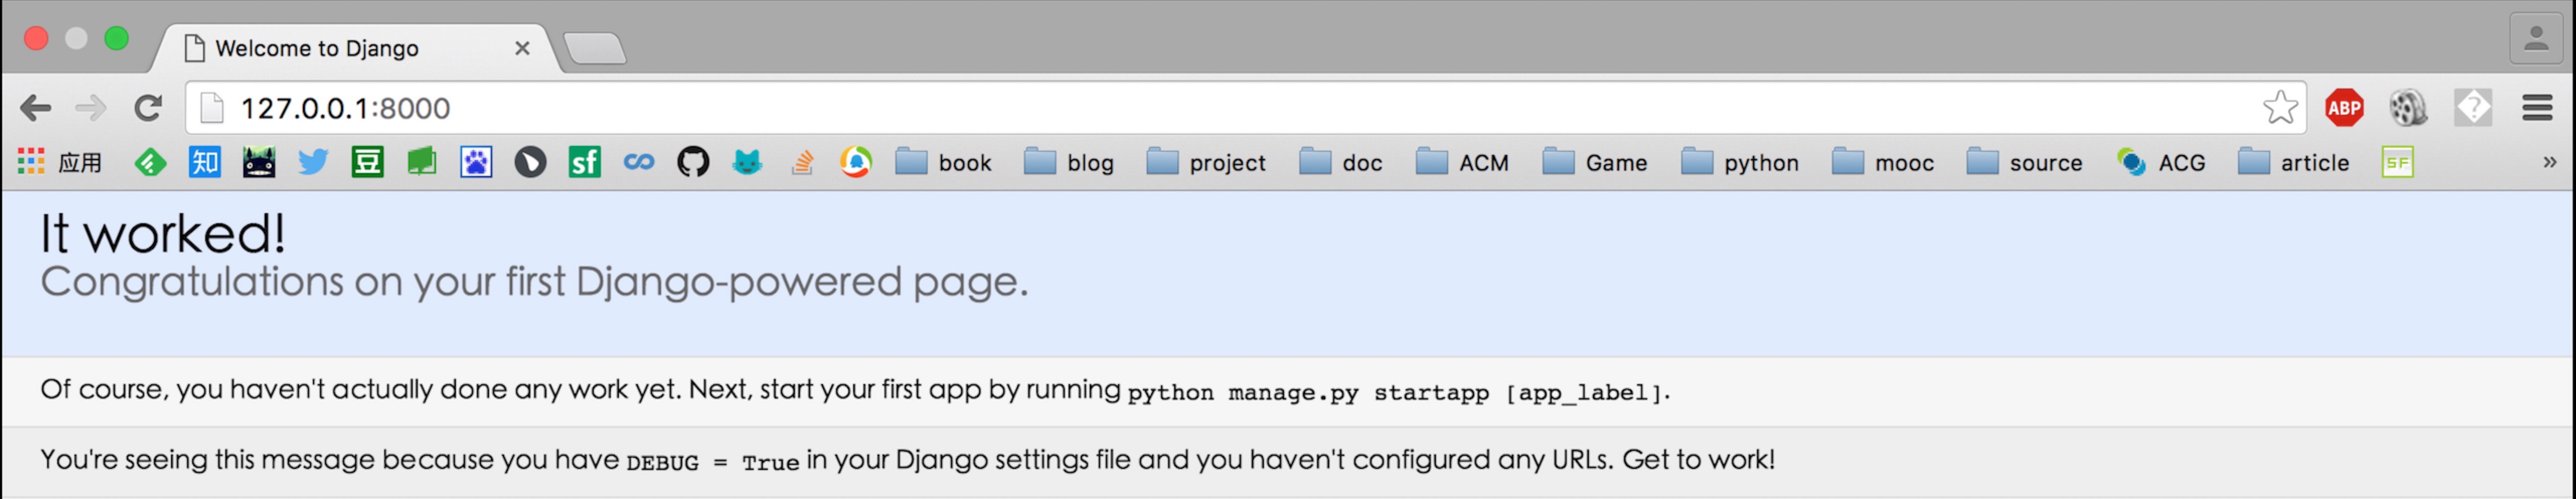 Welcome to Django
127.0.0.1:8000
ABP
?
应用
知
豆
sf
book
blog
project
doc
ACM
Game
python
mooc
source
ACG
article
SF
»
It worked!
Congratulations on your first Django-powered page.
Of course, you haven't actually done any work yet. Next, start your first app by running python manage.py startapp [app_label].
You're seeing this message because you have DEBUG = True in your Django settings file and you haven't configured any URLs. Get to work!